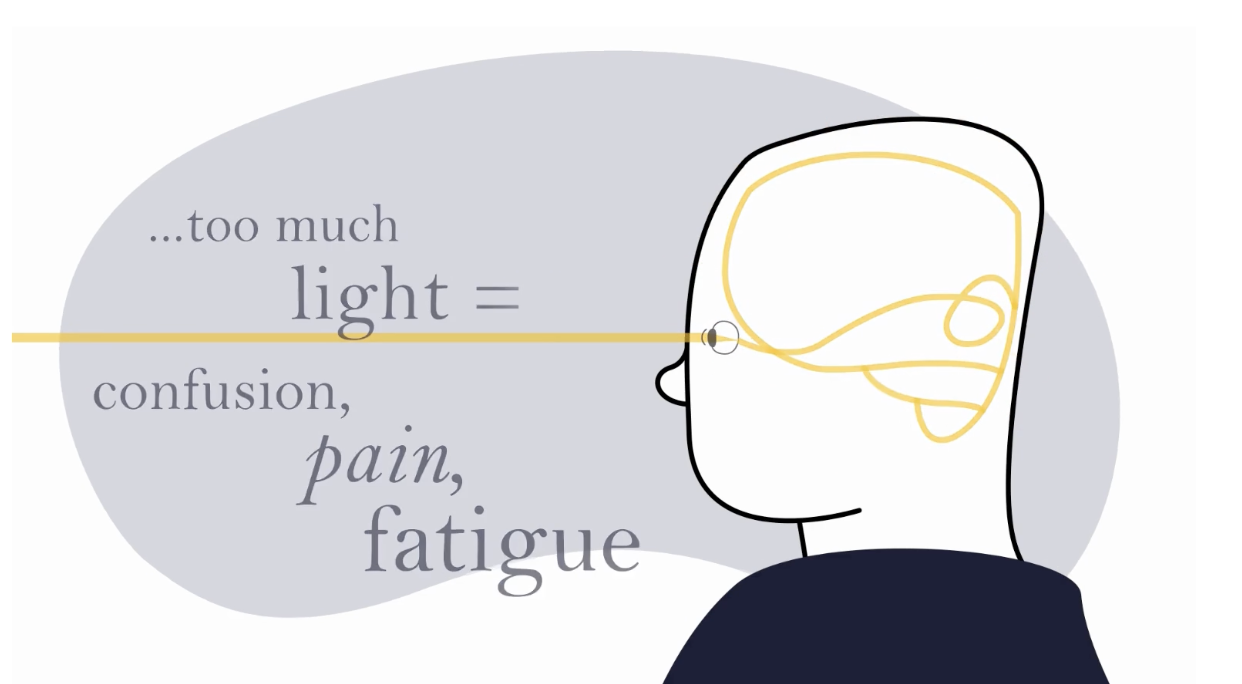 ...too much
light =
confusion,
pain,
fatigue